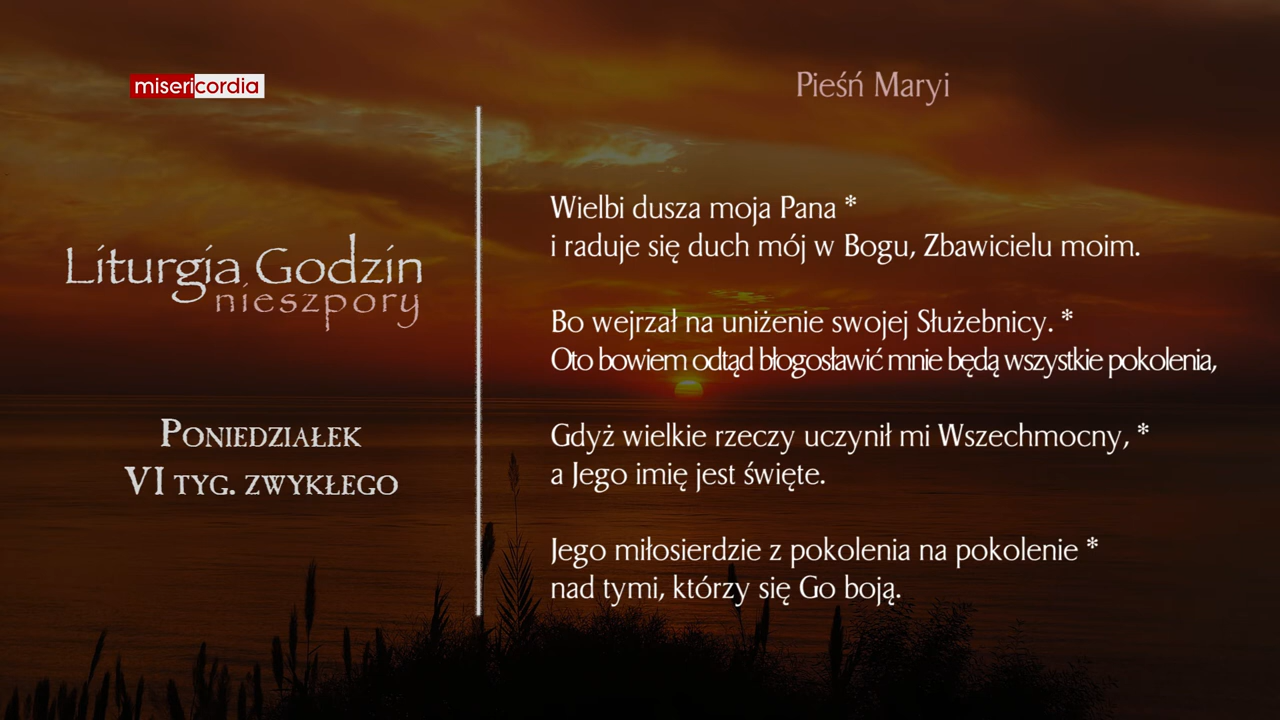 misericordia
Liturgia Godzin
nieszpory
Poniedziałek
VI tyg. zwykłego
Pieśń Maryi
Wielbi dusza moja Pana *
i raduje się duch mój w Bogu, Zbawicielu moim.
Bo wejrzał na uniżenie swojej Służebnicy. *
Oto bowiem odtąd błogosławić mnie będą wszystkie pokolenia,
Gdyż wielkie rzeczy uczynił mi Wszechmocny, *
a Jego imię jest święte.
Jego miłosierdzie z pokolenia na pokolenie *
nad tymi, którzy się Go boją.